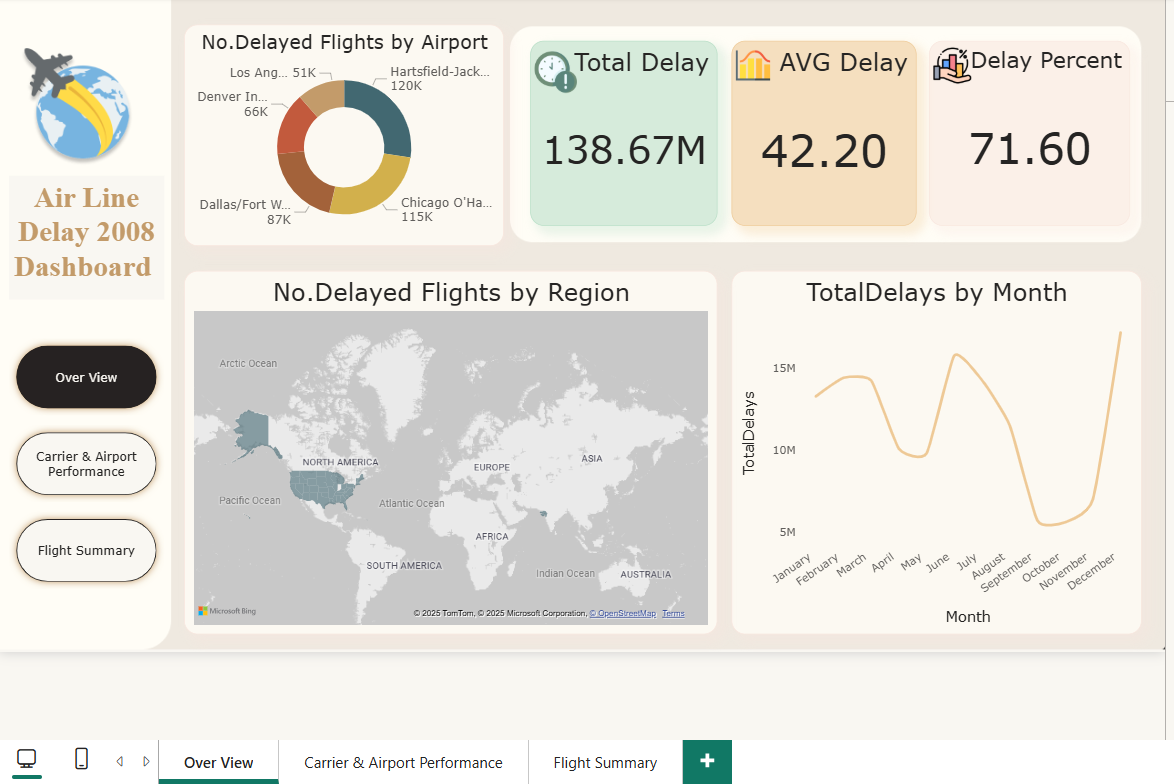 Air Line
Delay 2008
Dashboard
Over View
Carrier & Airport
Performance
Flight Summary
No.Delayed Flights by Airport
Los Ang... 51K
Hartsfield-Jack...
120K
Denver In...
66K
Dallas/Fort W...
87K
Chicago O'Ha...
115K
Total Delay
138.67M
AVG Delay
42.20
Delay Percent
71.60
No.Delayed Flights by Region
Arctic Ocean
NORTH AMERICA
EUROPE
ASIA
Pacific Ocean
Atlantic Ocean
AFRICA
SOUTH AMERICA
Indian Ocean
AUSTRALIA
Microsoft Bing
© 2025 TomTom, © 2025 Microsoft Corporation, © OpenStreetMap Terms
TotalDelays by Month
TotalDelays
15M
10M
5M
January
February
March
April
May
June
July
August
September
October
November
December
Month
Over View
Carrier & Airport Performance
Flight Summary
+